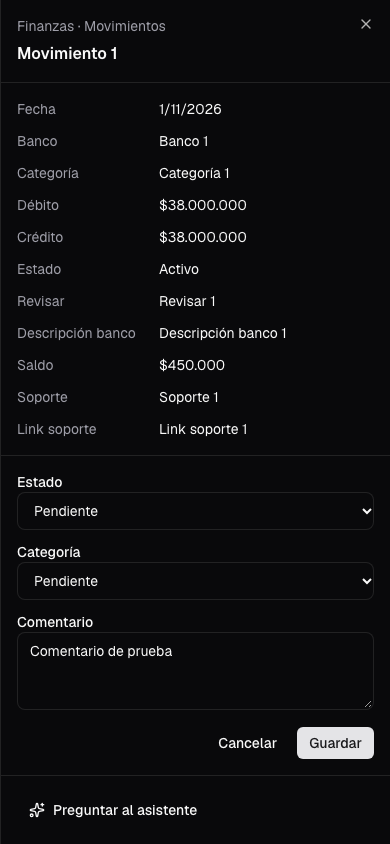 Finanzas · Movimientos
Movimiento 1
Fecha 1/11/2026
Banco Banco 1
Categoría Categoría 1
Débito $38.000.000
Crédito $38.000.000
Estado Activo
Revisar Revisar 1
Descripción banco Descripción banco 1
Saldo $450.000
Soporte Soporte 1
Link soporte Link soporte 1
Estado
Pendiente
Categoría
Pendiente
Comentario
Comentario de prueba
Cancelar Guardar
Preguntar al asistente